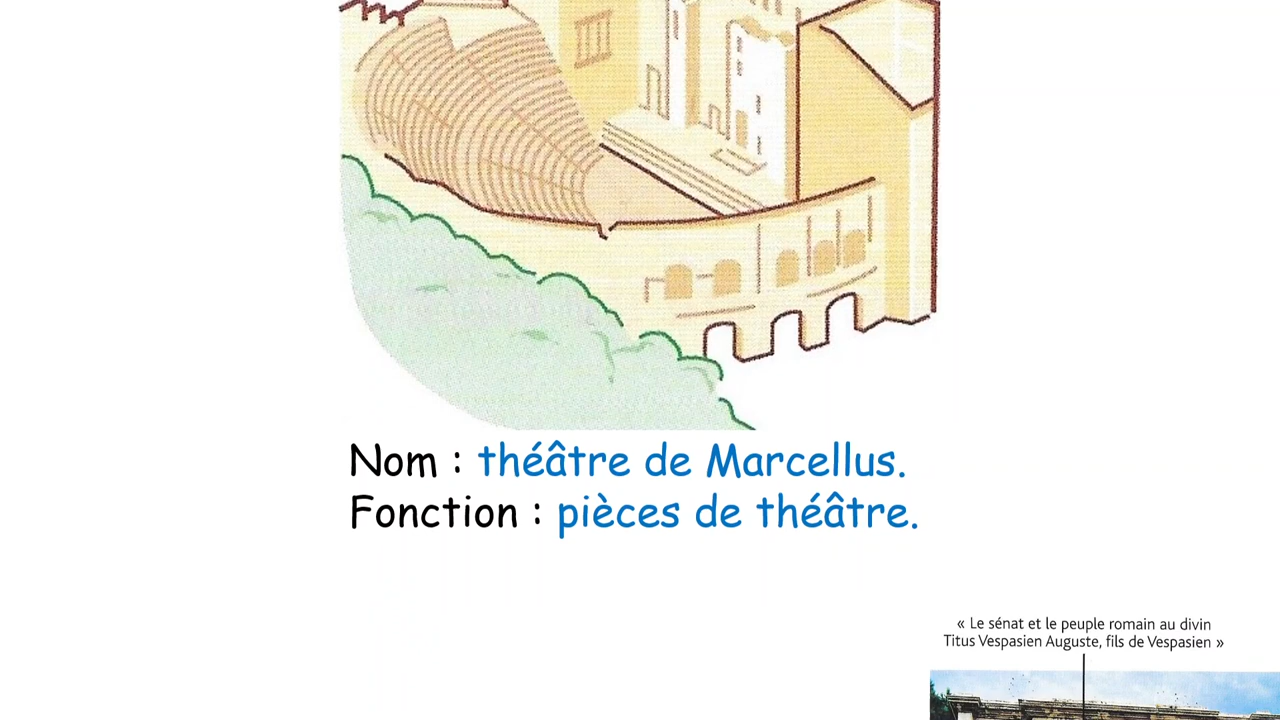 Nom : théâtre de Marcellus.
Fonction : pièces de théâtre.
« Le sénat et le peuple romain au divin
Titus Vespasien Auguste, fils de Vespasien »